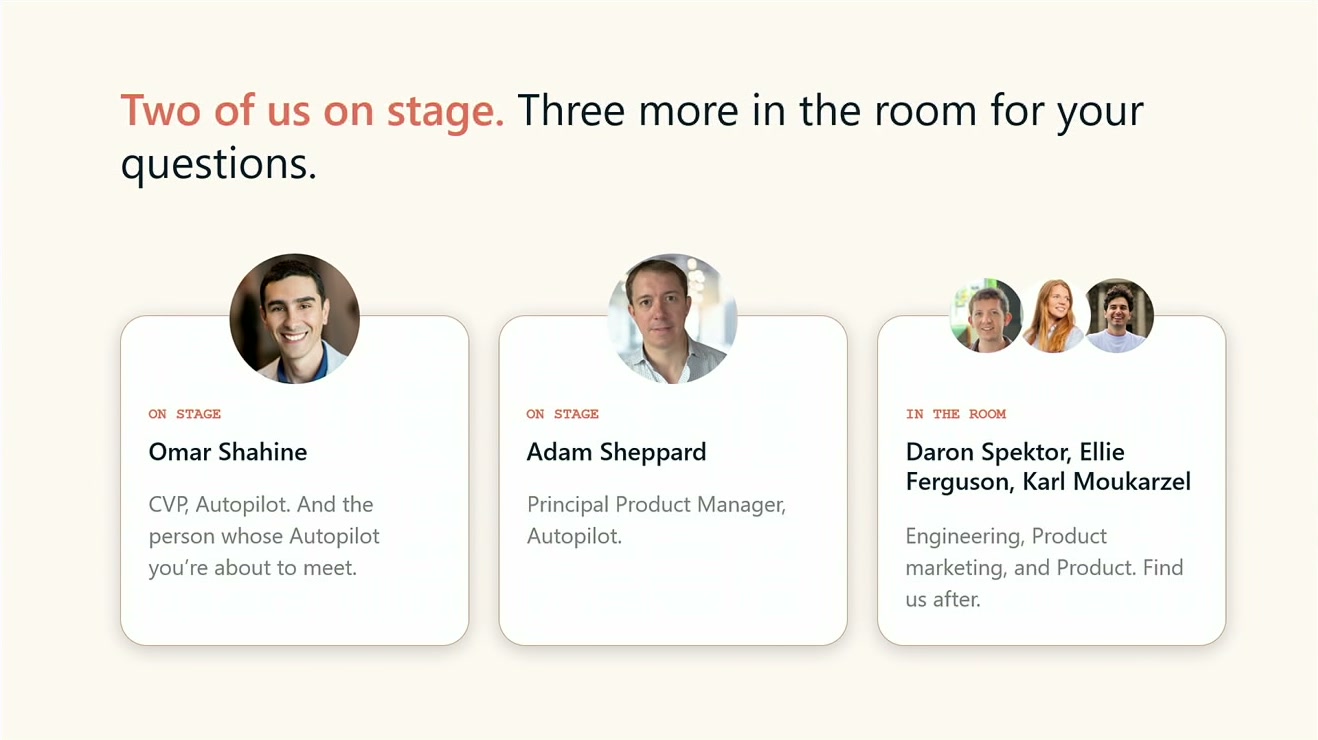 Two of us on stage. Three more in the room for your
questions.
ON STAGE
Omar Shahine
CVP, Autopilot. And the
person whose Autopilot
you’re about to meet.
ON STAGE
Adam Sheppard
Principal Product Manager,
Autopilot.
IN THE ROOM
Daron Spektor, Ellie
Ferguson, Karl Moukarzel
Engineering, Product
marketing, and Product. Find
us after.